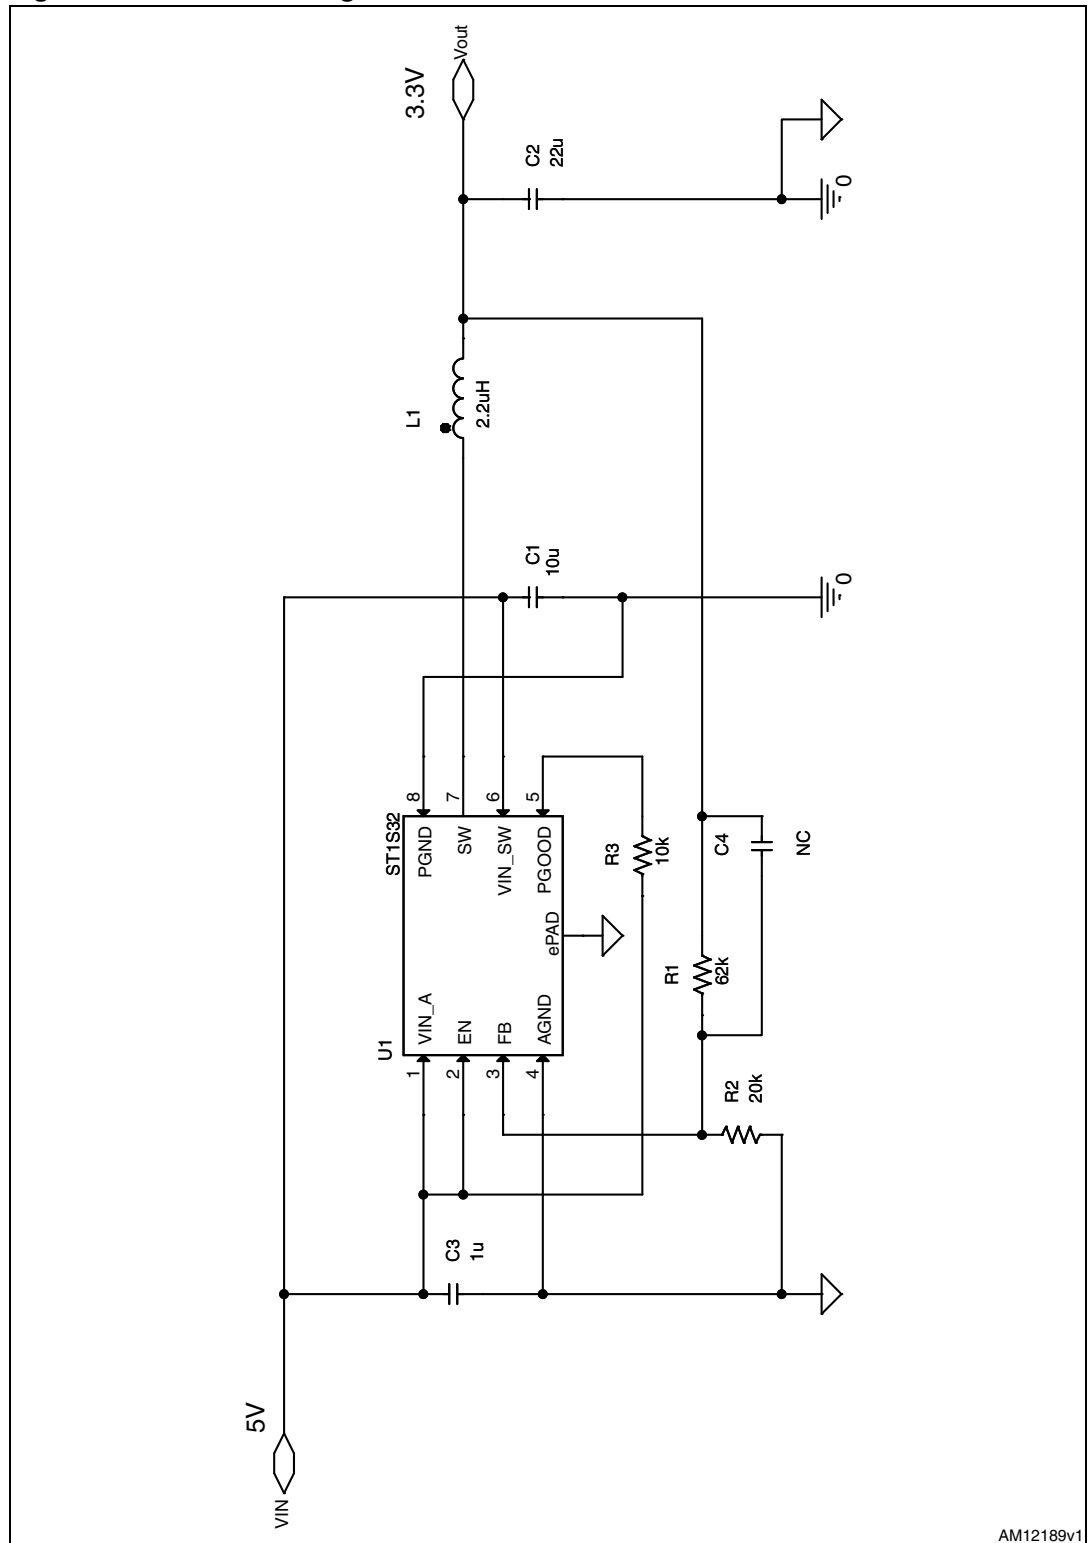 VIN
5V
C3
1u
U1
ST1S32
1
VIN_A
2
EN
3
FB
4
AGND
8
PGND
7
SW
6
VIN_SW
5
PGOOD
ePAD
R2
20k
R1
62k
C4
NC
R3
10k
C1
10u
0
L1
2.2uH
C2
22u
0
3.3V
Vout
AM12189v1